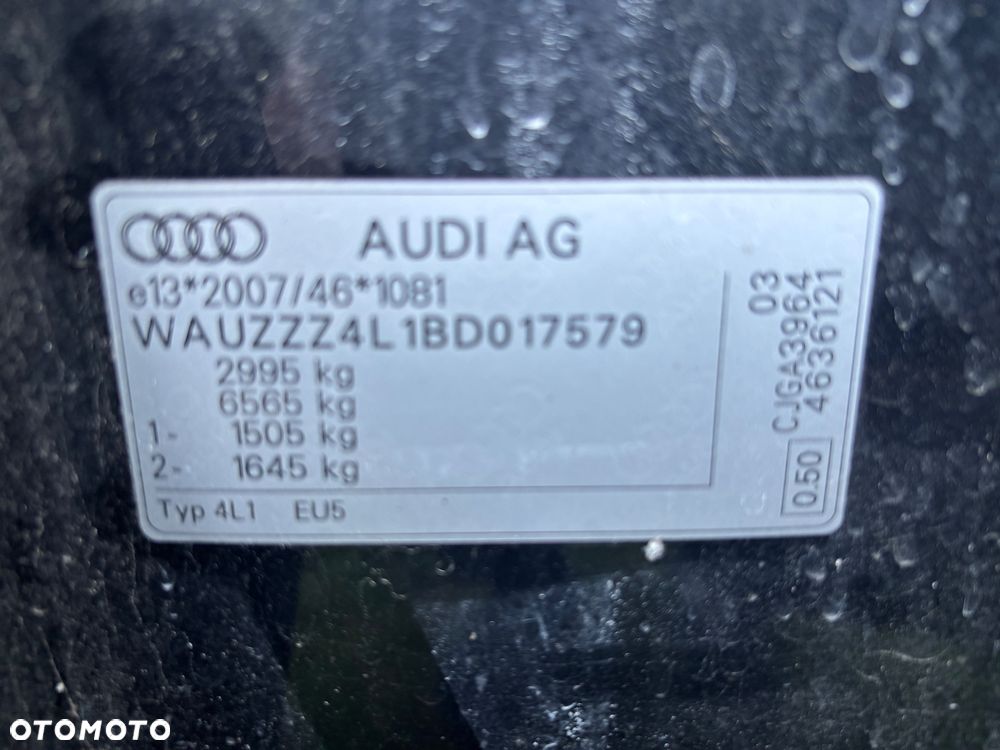 AUDI AG
e13*2007/46*1081
WAUZZZ4L1BD017579
2995 kg
6565 kg
1- 1505 kg
2- 1645 kg
Typ 4L1 EU5
03
CJGA3964
4636121
0.50
OTOMOTO